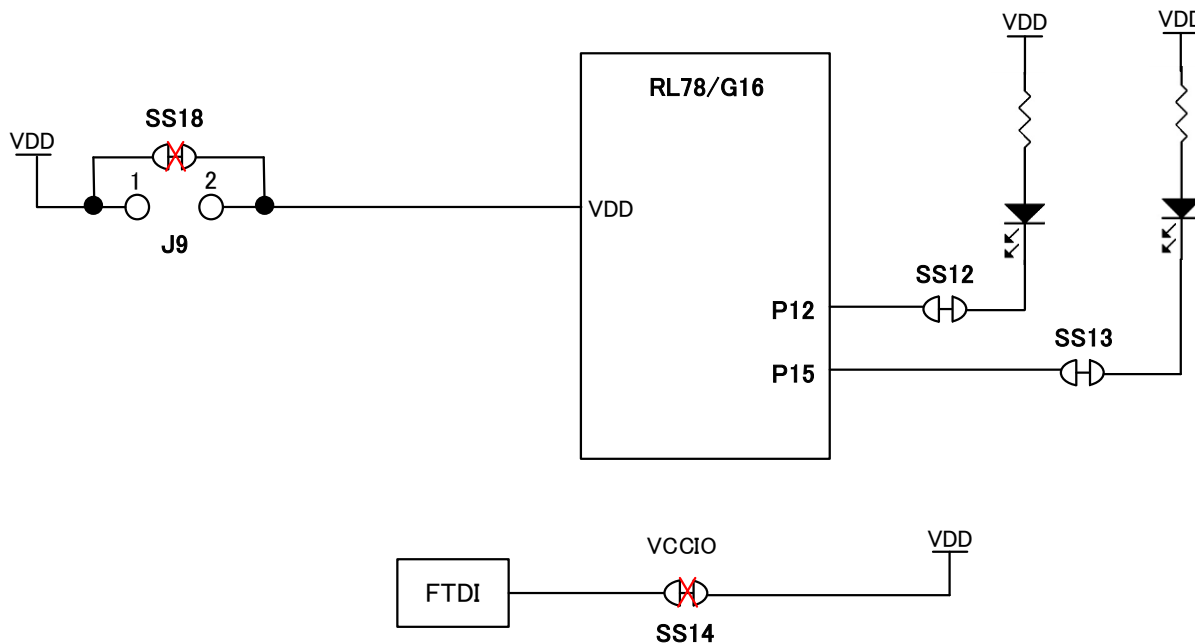 VDD
VDD
RL78/G16
SS18
VDD
1
2
J9
VDD
SS12
P12
SS13
P15
VCCIO
VDD
FTDI
SS14